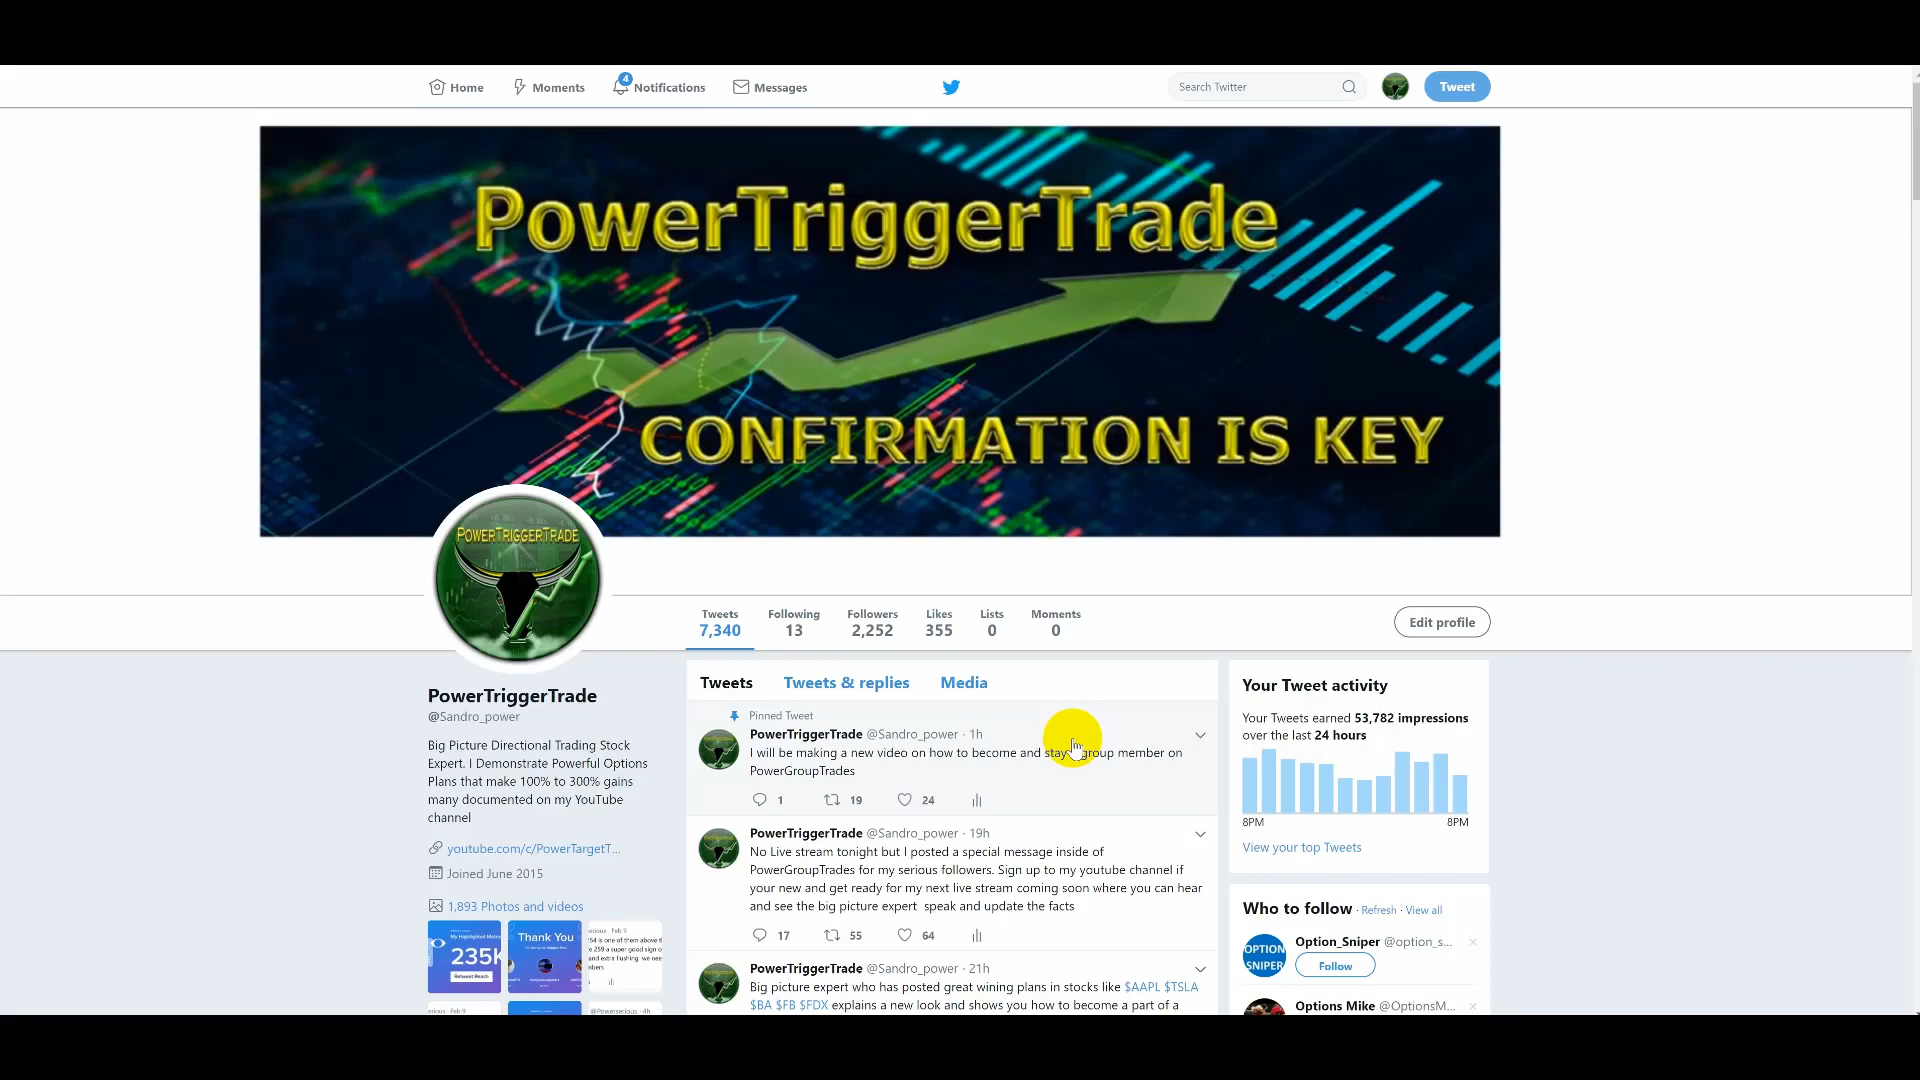 Home
Moments
4
Notifications
Messages
Search Twitter
Tweet
PowerTriggerTrade
CONFIRMATION IS KEY
POWERTRIGGERTRADE
Tweets
7,340
Following
13
Followers
2,252
Likes
355
Lists
0
Moments
0
Edit profile
PowerTriggerTrade
@Sandro_power
Big Picture Directional Trading Stock
Expert. I Demonstrate Powerful Options
Plans that make 100% to 300% gains
many documented on my YouTube
channel
youtube.com/c/PowerTargetT...
Joined June 2015
1,893 Photos and videos
My Highlighted Metri
235K
Retweet Reach
Thank You
Tweets
Tweets & replies
Media
Pinned Tweet
PowerTriggerTrade @Sandro_power · 1h
I will be making a new video on how to become and stay group member on
PowerGroupTrades
1
19
24
PowerTriggerTrade @Sandro_power · 19h
No Live stream tonight but I posted a special message inside of
PowerGroupTrades for my serious followers. Sign up to my youtube channel if
your new and get ready for my next live stream coming soon where you can hear
and see the big picture expert speak and update the facts
17
55
64
PowerTriggerTrade @Sandro_power · 21h
Big picture expert who has posted great wining plans in stocks like $AAPL $TSLA
$BA $FB $FDX explains a new look and shows you how to become a part of a
Your Tweet activity
Your Tweets earned 53,782 impressions
over the last 24 hours
8PM
8PM
View your top Tweets
Who to follow · Refresh · View all
OPTION
SNIPER
Option_Sniper @option_s...
Follow
Options Mike @OptionsM...